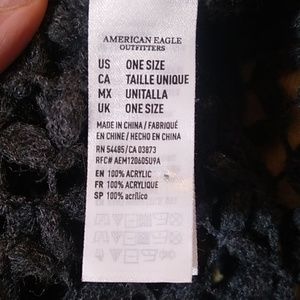 AMERICAN EAGLE
OUTFITTERS
US ONE SIZE
CA TAILLE UNIQUE
MX UNITALLA
UK ONE SIZE
MADE IN CHINA / FABRIQUÉ
EN CHINE / HECHO EN CHINA
RN 54485/CA 03873
RFC# AEM120605U9A
EN 100% ACRYLIC
FR 100% ACRYLIQUE
SP 100% acrílico